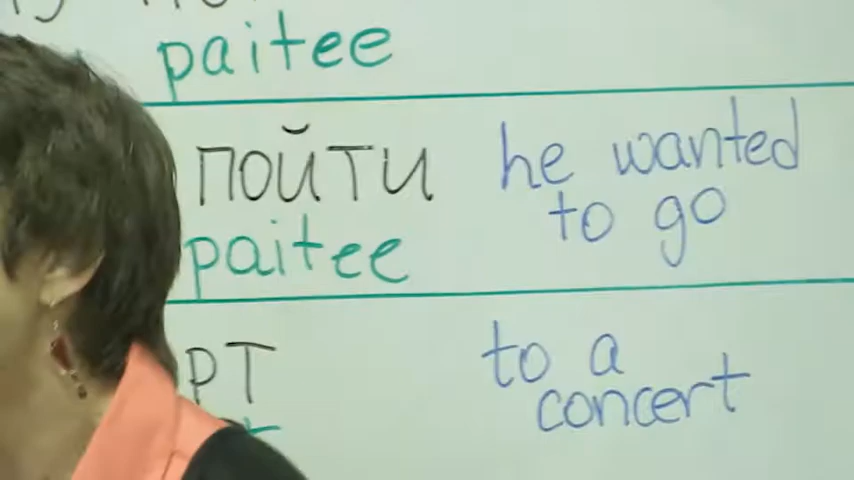 paitee
пойти he wanted
paitee to go
to a
concert